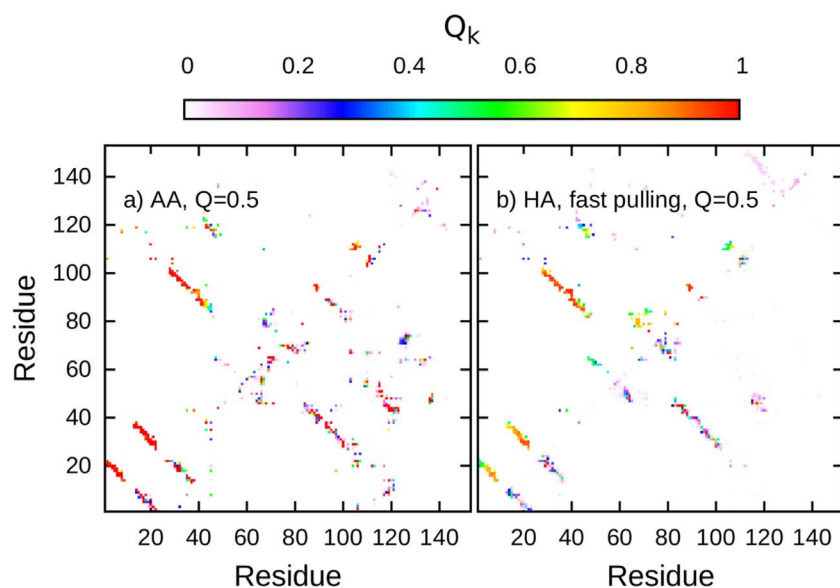 Qk
0 0.2 0.4 0.6 0.8 1
140
120
100
80
60
40
20
Residue
a) AA, Q=0.5
b) HA, fast pulling, Q=0.5
20 40 60 80 100 120 140 20 40 60 80 100 120 140
Residue Residue